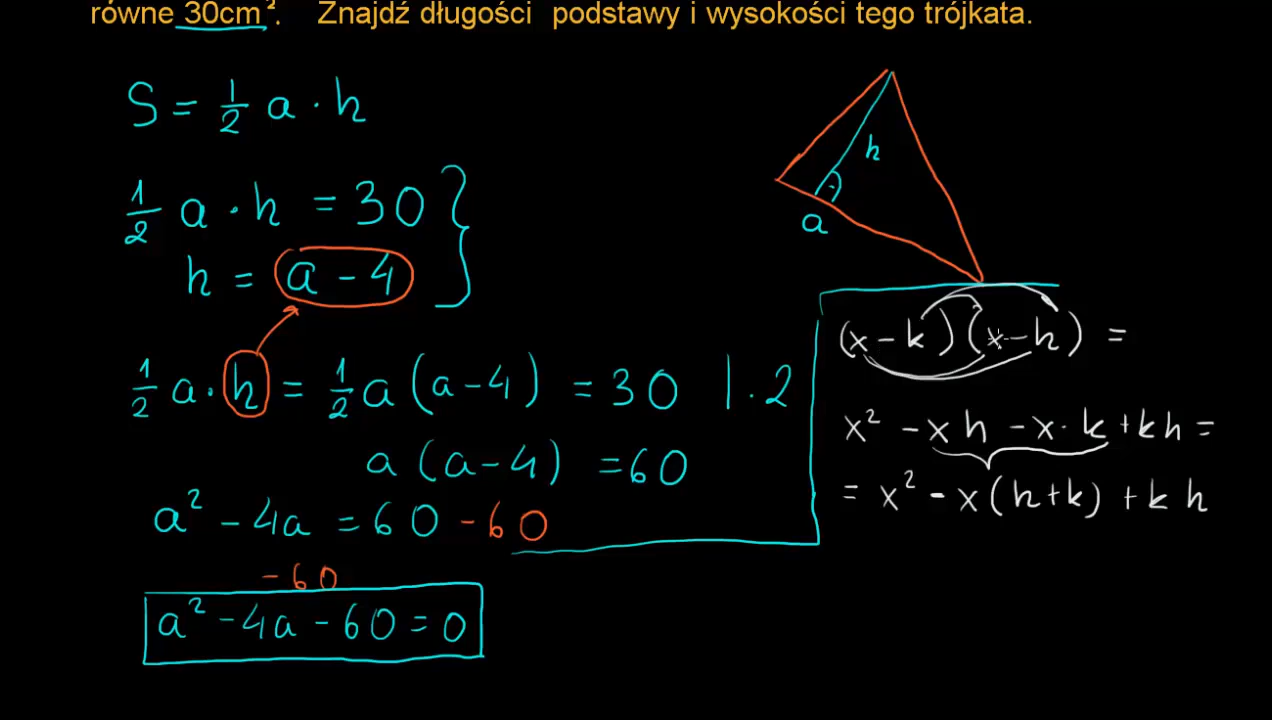 równe 30cm². Znajdź długości podstawy i wysokości tego trójkata.
S = 1/2 a · h
1/2 a · h = 30 }
h = a - 4
1/2 a · h = 1/2 a (a - 4) = 30 | · 2
a (a - 4) = 60
a² - 4a = 60 - 60
- 60
a² - 4a - 60 = 0
h
a
(x - k)(x - h) =
x² - xh - x · k + kh =
= x² - x(h + k) + kh